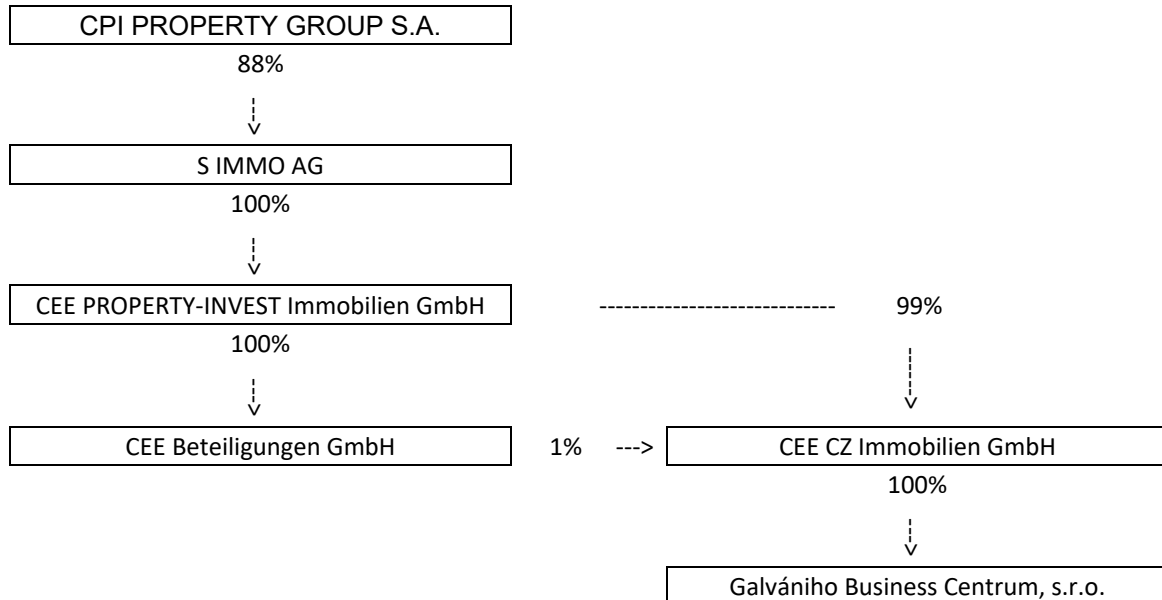 CPI PROPERTY GROUP S.A.
88%
S IMMO AG
100%
CEE PROPERTY-INVEST Immobilien GmbH --------------------------- 99%
100%
CEE Beteiligungen GmbH 1% ---> CEE CZ Immobilien GmbH
100%
Galvániho Business Centrum, s.r.o.